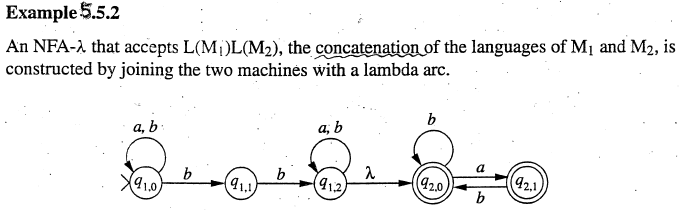 Example 5.5.2
An NFA-λ that accepts L(M₁)L(M₂), the concatenation of the languages of M₁ and M₂, is
constructed by joining the two machines with a lambda arc.
a, b a, b b
q₁,₀ b q₁,₁ b q₁,₂ λ q₂,₀ a q₂,₁
b